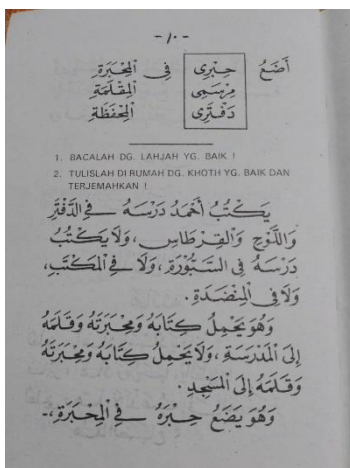 -١٠-
أَضَعُ حِبْرِى فِى الْمِحْبَرَةِ
مِرْسَمِى الْمِقْلَمَةِ
دَفْتَرِى الْمِحْفَظَةِ
1. BACALAH DG. LAHJAH YG. BAIK !
2. TULISLAH DI RUMAH DG. KHOTH YG. BAIK DAN
TERJEMAHKAN !
يَكْتُبُ أَحْمَدُ دَرْسَهُ فِى الدَّفْتَرِ
وَاللَّوْحِ وَالْقِرْطَاسِ، وَلَا يَكْتُبُ
دَرْسَهُ فِى السَّبُّورَةِ، وَلَا فِى الْمَكْتَبِ،
وَلَا فِى الْمِنْضَدَةِ.
وَهُوَ يَحْمِلُ كِتَابَهُ وَمِحْبَرَتَهُ وَقَلَمَهُ
إِلَى الْمَدْرَسَةِ، وَلَا يَحْمِلُ كِتَابَهُ وَمِحْبَرَتَهُ
وَقَلَمَهُ إِلَى الْمَسْجِدِ.
وَهُوَ يَضَعُ حِبْرَهُ فِى الْمِحْبَرَةِ،-